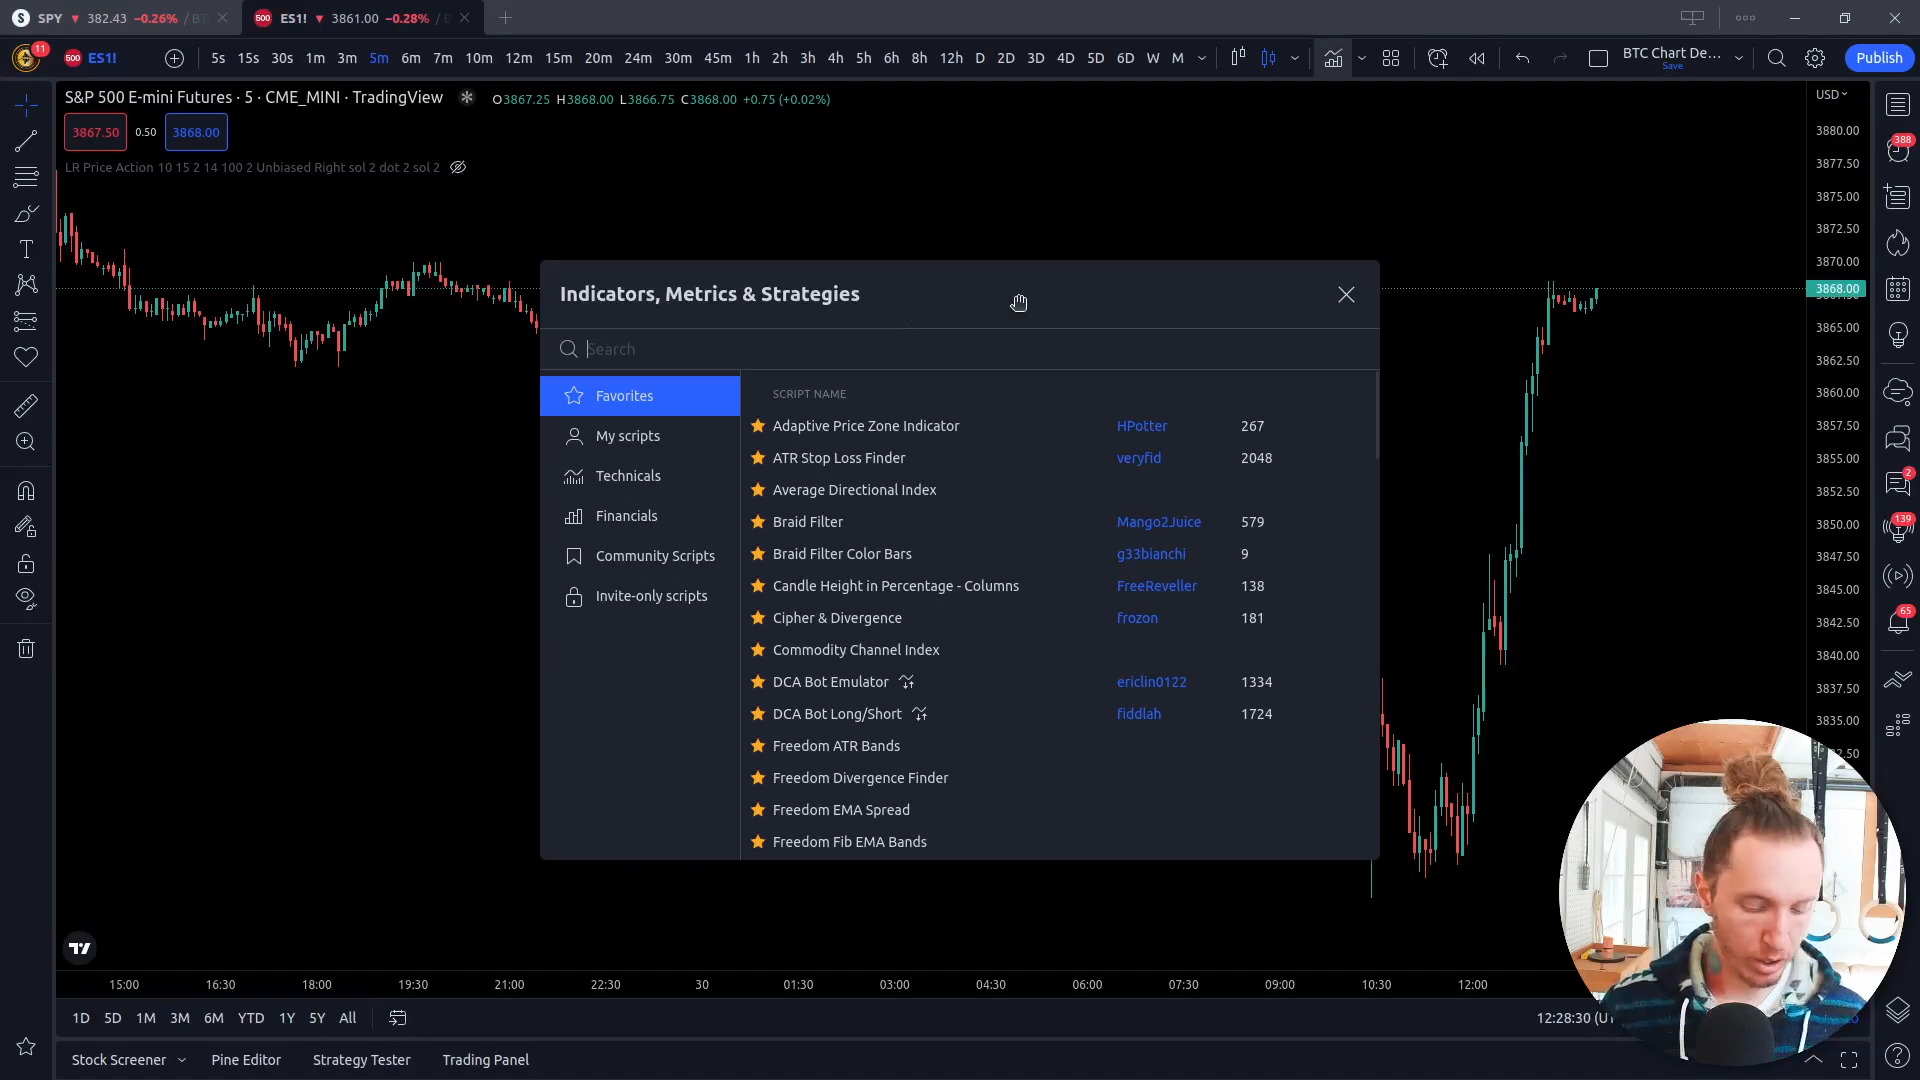 SPY ▼ 382.43 −0.26% / BT
500 ES1! ▼ 3861.00 −0.28% / B
11
500 ES1!
5s 15s 30s 1m 3m 5m 6m 7m 10m 12m 15m 20m 24m 30m 45m 1h 2h 3h 4h 5h 6h 8h 12h D 2D 3D 4D 5D 6D W M
BTC Chart De...
Save
Publish
S&P 500 E-mini Futures · 5 · CME_MINI · TradingView
O3867.25 H3868.00 L3866.75 C3868.00 +0.75 (+0.02%)
USD
3867.50 0.50 3868.00
LR Price Action 10 15 2 14 100 2 Unbiased Right sol 2 dot 2 sol 2
3880.00
3877.50
3875.00
3872.50
3870.00
3868.00
3865.00
3862.50
3860.00
3857.50
3855.00
3852.50
3850.00
3847.50
3845.00
3842.50
3840.00
3837.50
3835.00
388
2
139
65
Indicators, Metrics & Strategies
Search
Favorites
My scripts
Technicals
Financials
Community Scripts
Invite-only scripts
SCRIPT NAME
Adaptive Price Zone Indicator HPotter 267
ATR Stop Loss Finder veryfid 2048
Average Directional Index
Braid Filter Mango2Juice 579
Braid Filter Color Bars g33bianchi 9
Candle Height in Percentage - Columns FreeReveller 138
Cipher & Divergence frozon 181
Commodity Channel Index
DCA Bot Emulator ericlin0122 1334
DCA Bot Long/Short fiddlah 1724
Freedom ATR Bands
Freedom Divergence Finder
Freedom EMA Spread
Freedom Fib EMA Bands
15:00 16:30 18:00 19:30 21:00 22:30 30 01:30 03:00 04:30 06:00 07:30 09:00 10:30 12:00
1D 5D 1M 3M 6M YTD 1Y 5Y All
12:28:30 (UT
Stock Screener Pine Editor Strategy Tester Trading Panel